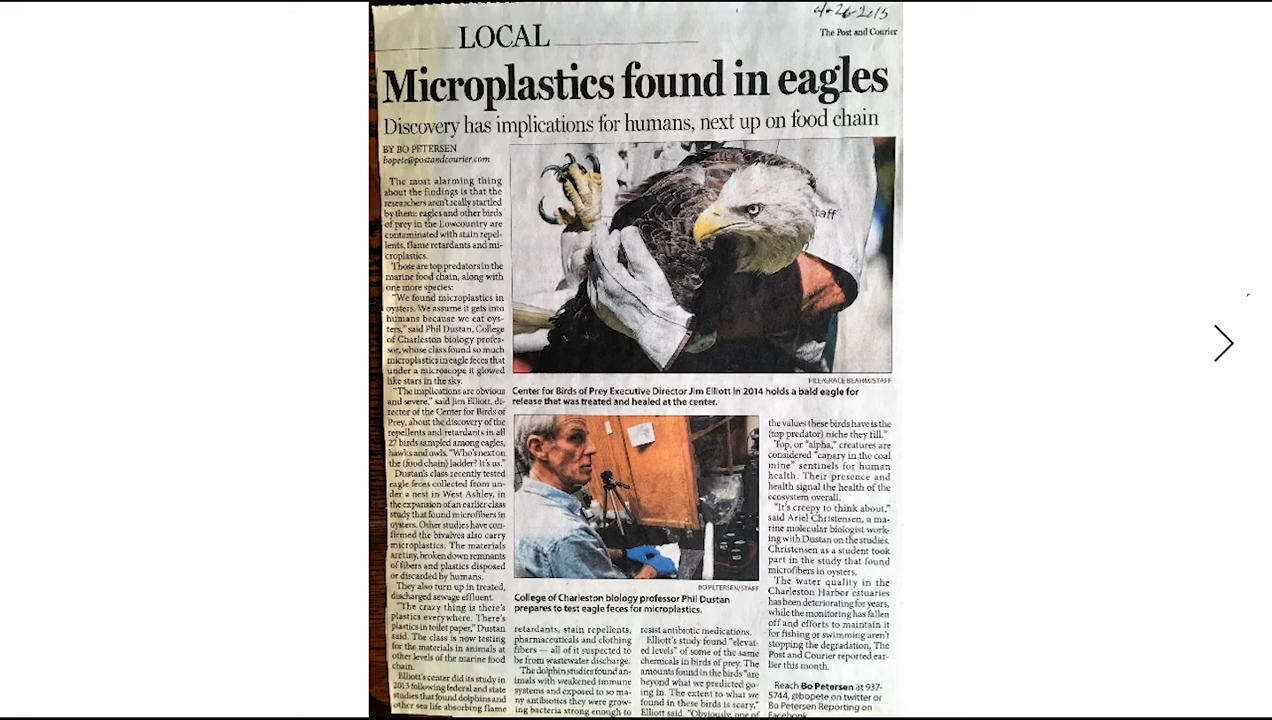 4-26-2015
LOCAL
The Post and Courier
Microplastics found in eagles
Discovery has implications for humans, next up on food chain
BY BO PETERSEN
bopete@postandcourier.com
The most alarming thing
about the findings is that the
researchers aren't really startled
by them: eagles and other birds
of prey in the Lowcountry are
contaminated with stain repel-
lents, flame retardants and mi-
croplastics.
Those are top predators in the
marine food chain, along with
one more species:
"We found microplastics in
oysters. We assume it gets into
humans because we eat oys-
ters," said Phil Dustan, College
of Charleston biology profes-
sor, whose class found so much
microplastics in eagle feces that
under a microscope it glowed
like stars in the sky.
"The implications are obvious
and severe," said Jim Elliott, di-
rector of the Center for Birds of
Prey, about the discovery of the
repellents and retardants in all
27 birds sampled among eagles,
hawks and owls. "Who's next on
the (food chain) ladder? It's us."
Dustan's class recently tested
eagle feces collected from un-
der a nest in West Ashley, in
the expansion of an earlier class
study that found microfibers in
oysters. Other studies have con-
firmed the bivalves also carry
microplastics. The materials
are tiny, broken down remnants
of fibers and plastics disposed
or discarded by humans.
They also turn up in treated,
discharged sewage effluent.
"The crazy thing is there's
plastics everywhere. There's
plastics in toilet paper," Dustan
said. The class is now testing
for the materials in animals at
other levels of the marine food
chain.
Elliott's center did its study in
2013 following federal and state
studies that found dolphins and
other sea life absorbing flame
taff
FILE/GRACE BEAHM/STAFF
Center for Birds of Prey Executive Director Jim Elliott in 2014 holds a bald eagle for
release that was treated and healed at the center.
BO PETERSEN/STAFF
College of Charleston biology professor Phil Dustan
prepares to test eagle feces for microplastics.
retardants, stain repellents,
pharmaceuticals and clothing
fibers — all of it suspected to
be from wastewater discharge.
The dolphin studies found an-
imals with weakened immune
systems and exposed to so ma-
ny antibiotics they were grow-
ing bacteria strong enough to
resist antibiotic medications.
Elliott's study found "elevat-
ed levels" of some of the same
chemicals in birds of prey. The
amounts found in the birds "are
beyond what we predicted go-
ing in. The extent to what we
found in these birds is scary,"
Elliott said. "Obviously, one of
the values these birds have is the
(top predator) niche they fill."
Top, or "alpha," creatures are
considered "canary in the coal
mine" sentinels for human
health. Their presence and
health signal the health of the
ecosystem overall.
"It's creepy to think about,"
said Ariel Christensen, a ma-
rine molecular biologist work-
ing with Dustan on the studies.
Christensen as a student took
part in the study that found
microfibers in oysters.
The water quality in the
Charleston Harbor estuaries
has been deteriorating for years,
while the monitoring has fallen
off and efforts to maintain it
for fishing or swimming aren't
stopping the degradation, The
Post and Courier reported ear-
lier this month.
Reach Bo Petersen at 937-
5744, @bopete on twitter or
Bo Petersen Reporting on
Facebook.